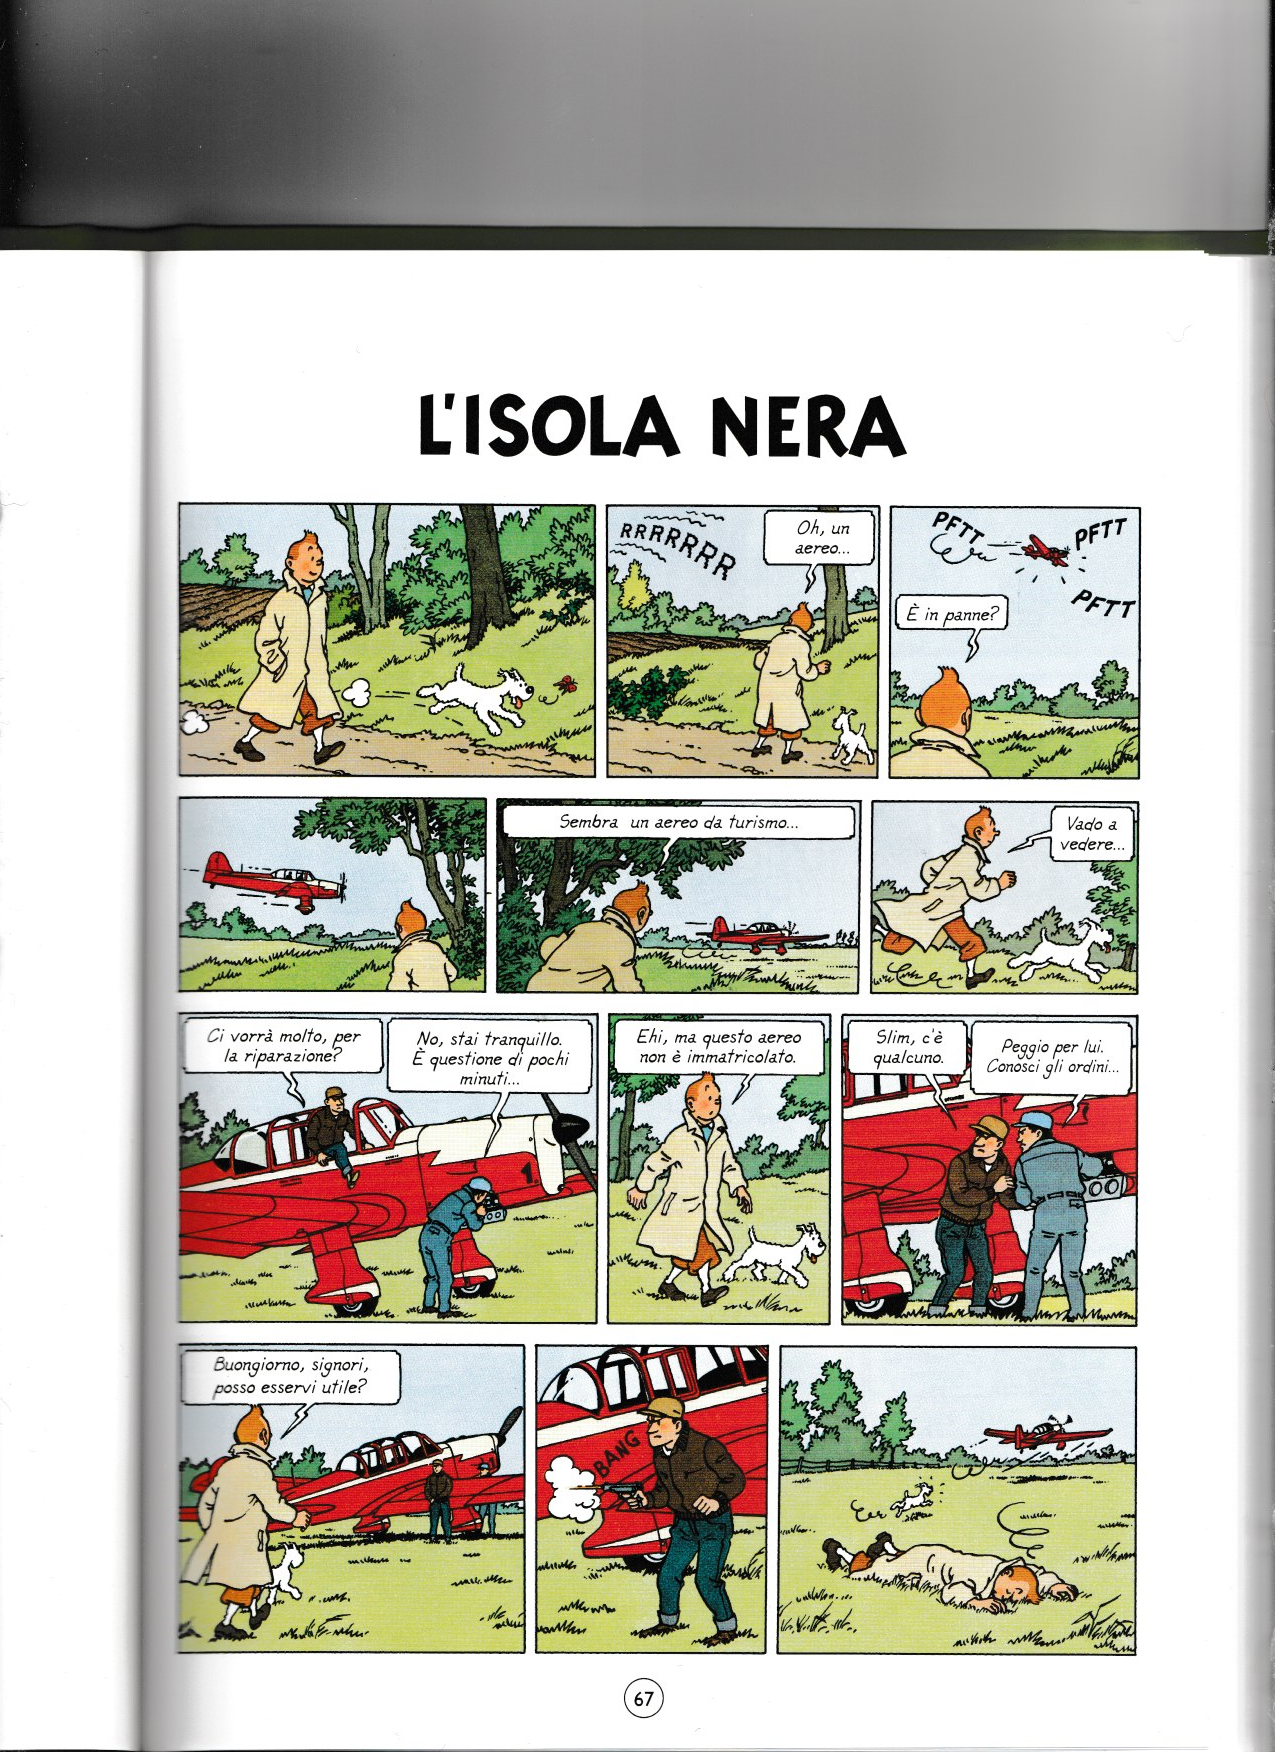 L'ISOLA NERA
RRRRRRR
Oh, un
aereo...
PFTT
PFTT
PFTT
È in panne?
Sembra un aereo da turismo...
Vado a
vedere...
Ci vorrà molto, per
la riparazione?
No, stai tranquillo.
È questione di pochi
minuti...
1
Ehi, ma questo aereo
non è immatricolato.
Slim, c'è
qualcuno.
Peggio per lui.
Conosci gli ordini...
Buongiorno, signori,
posso esservi utile?
BANG
67